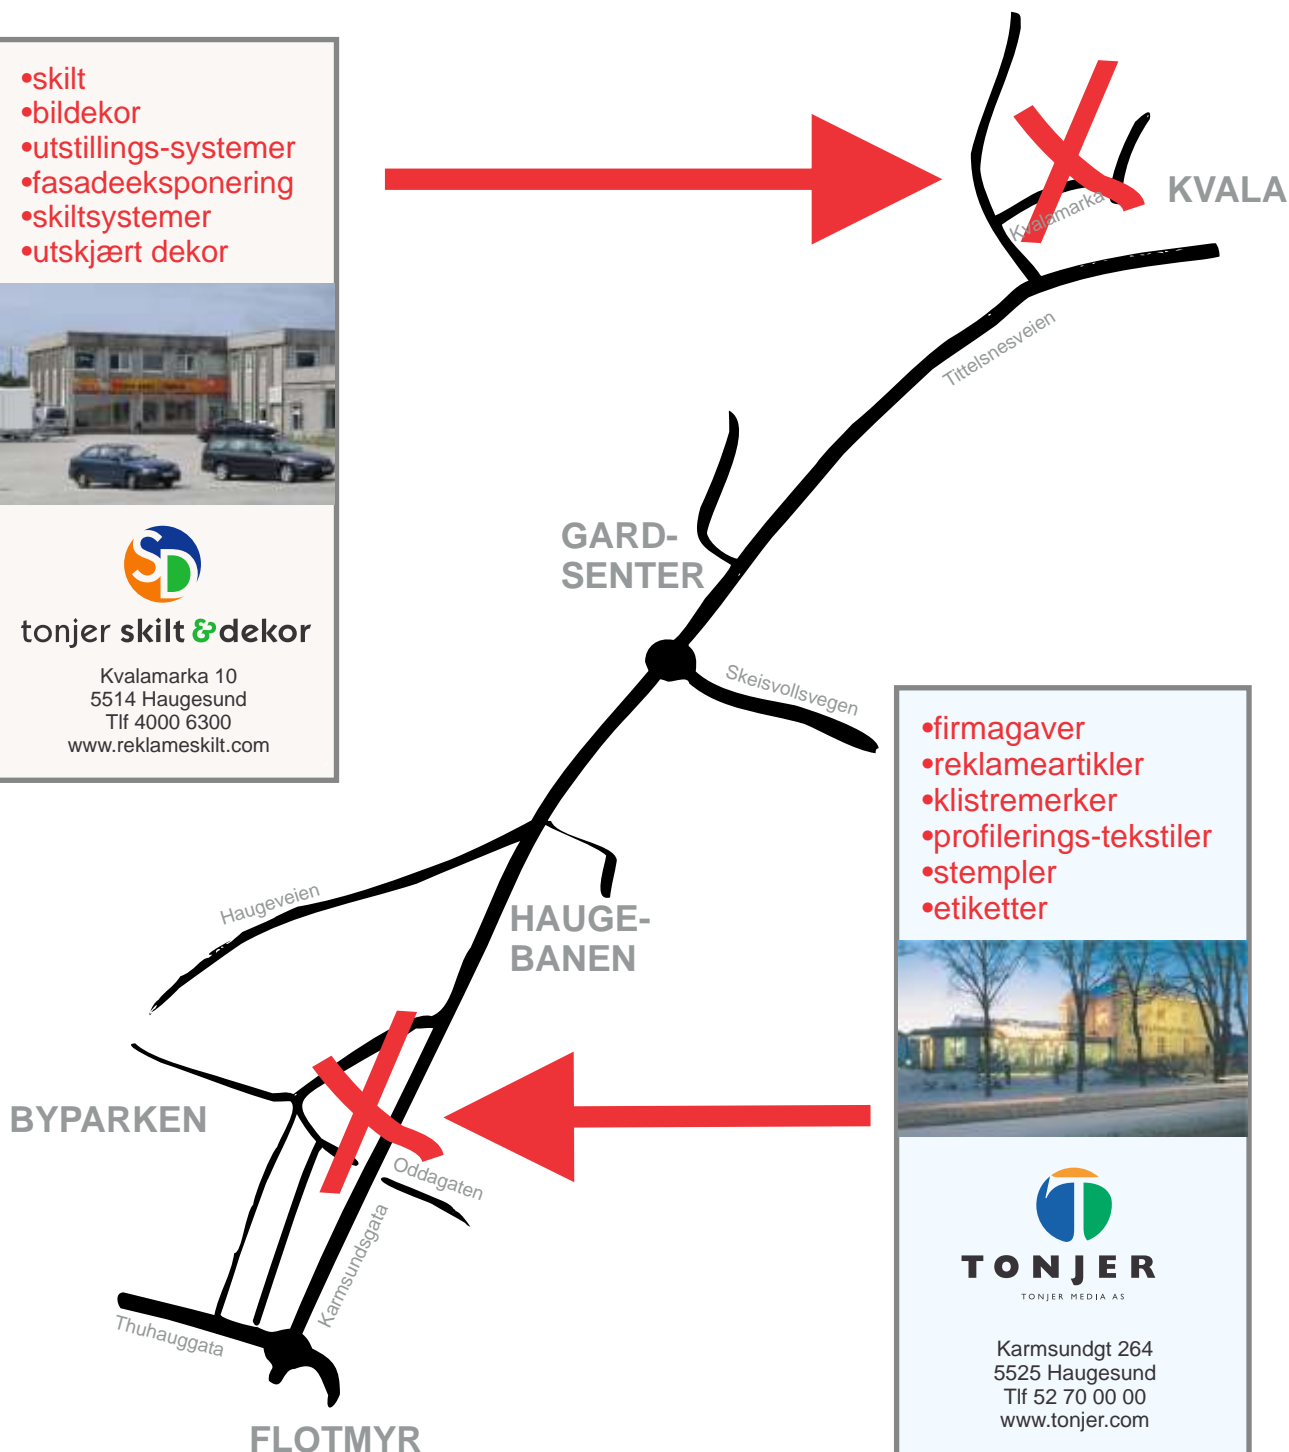 •skilt
•bildekor
•utstillings-systemer
•fasadeeksponering
•skiltsystemer
•utskjært dekor
SD
tonjer skilt & dekor
Kvalamarka 10
5514 Haugesund
Tlf 4000 6300
www.reklameskilt.com
KVALA
Kvalamarka
Tittelsnesveien
GARD-
SENTER
Skeisvollsvegen
Haugeveien
HAUGE-
BANEN
BYPARKEN
Oddagaten
Karmsundsgata
Thuhauggata
FLOTMYR
•firmagaver
•reklameartikler
•klistremerker
•profilerings-tekstiler
•stempler
•etiketter
T
TONJER
TONJER MEDIA AS
Karmsundgt 264
5525 Haugesund
Tlf 52 70 00 00
www.tonjer.com